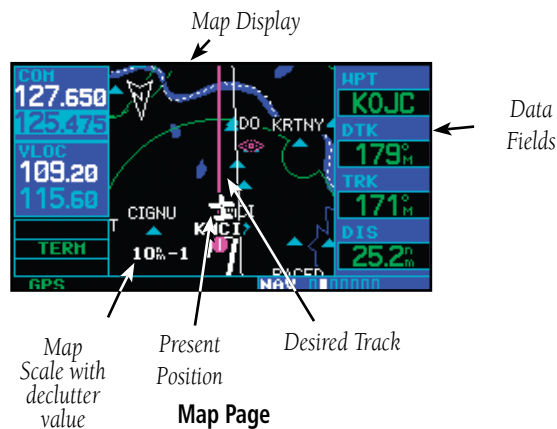 Map Display
COM
127.650
125.475
VLOC
109.20
115.60
TERM
GPS
DO
KRTNY
CIGNU
KMCI
10nm-1
WPT
KOJC
DTK
179°M
TRK
171°M
DIS
25.2nm
NAV
Data
Fields
Map
Scale with
declutter
value
Present
Position
Desired Track
Map Page